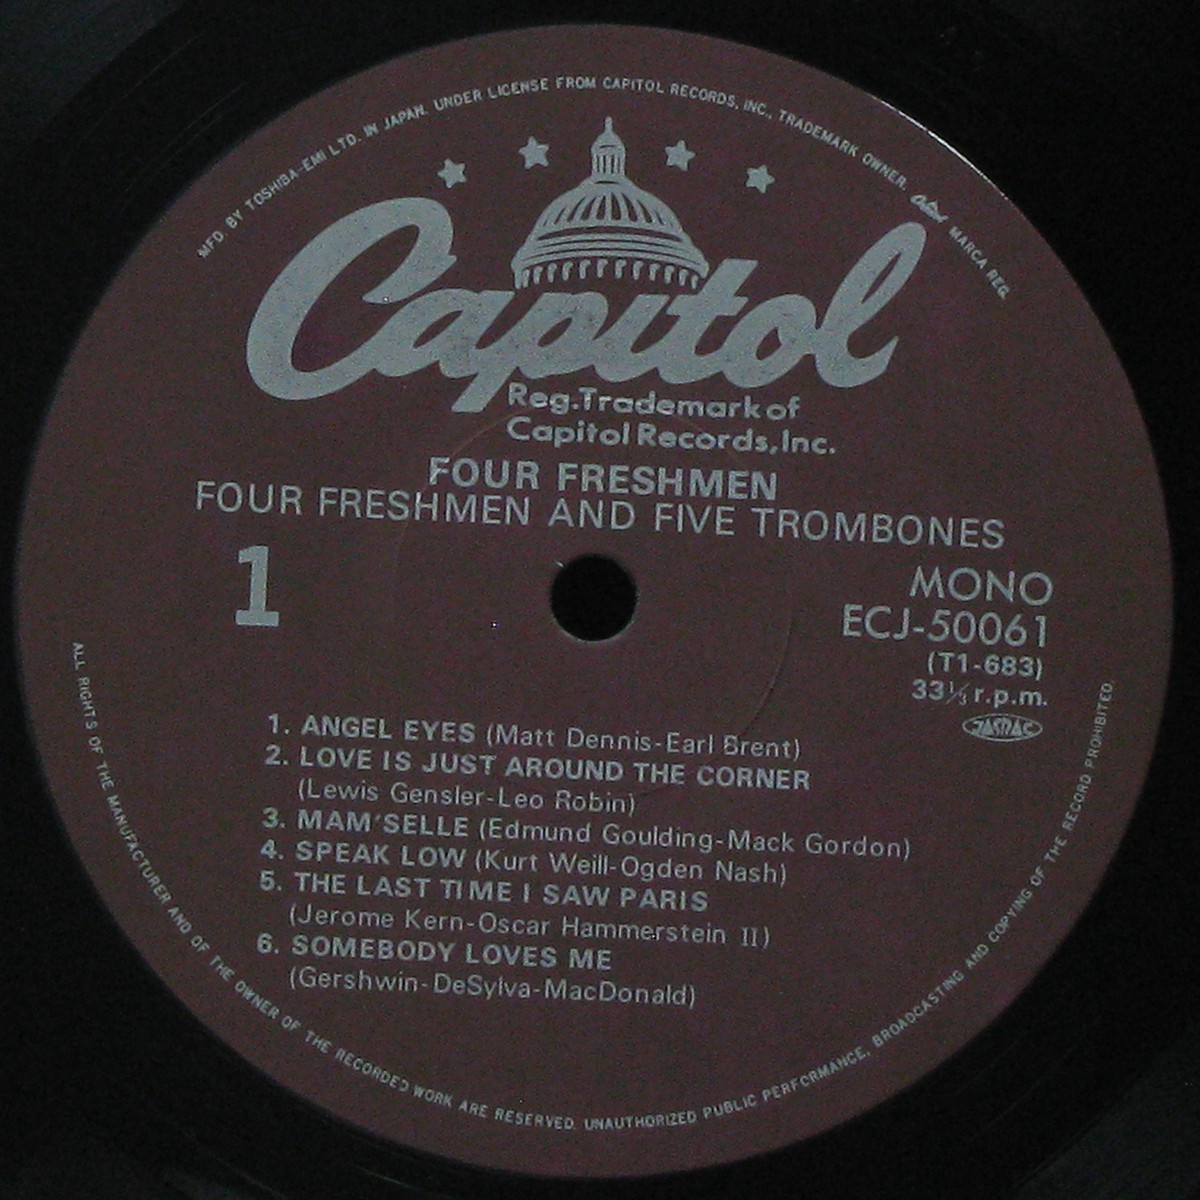 MFD. BY TOSHIBA-EMI LTD. IN JAPAN. UNDER LICENSE FROM CAPITOL RECORDS, INC., TRADEMARK OWNER. Capitol MARCA REG.
Capitol
Reg.Trademark of
Capitol Records,Inc.
FOUR FRESHMEN
FOUR FRESHMEN AND FIVE TROMBONES
1
MONO
ECJ-50061
(T1-683)
33⅓ r.p.m.
JASRAC
1. ANGEL EYES (Matt Dennis-Earl Brent)
2. LOVE IS JUST AROUND THE CORNER
(Lewis Gensler-Leo Robin)
3. MAM'SELLE (Edmund Goulding-Mack Gordon)
4. SPEAK LOW (Kurt Weill-Ogden Nash)
5. THE LAST TIME I SAW PARIS
(Jerome Kern-Oscar Hammerstein II)
6. SOMEBODY LOVES ME
(Gershwin-DeSylva-MacDonald)
ALL RIGHTS OF THE MANUFACTURER AND OF THE OWNER OF THE RECORDED WORK ARE RESERVED. UNAUTHORIZED PUBLIC PERFORMANCE, BROADCASTING AND COPYING OF THE RECORD PROHIBITED.